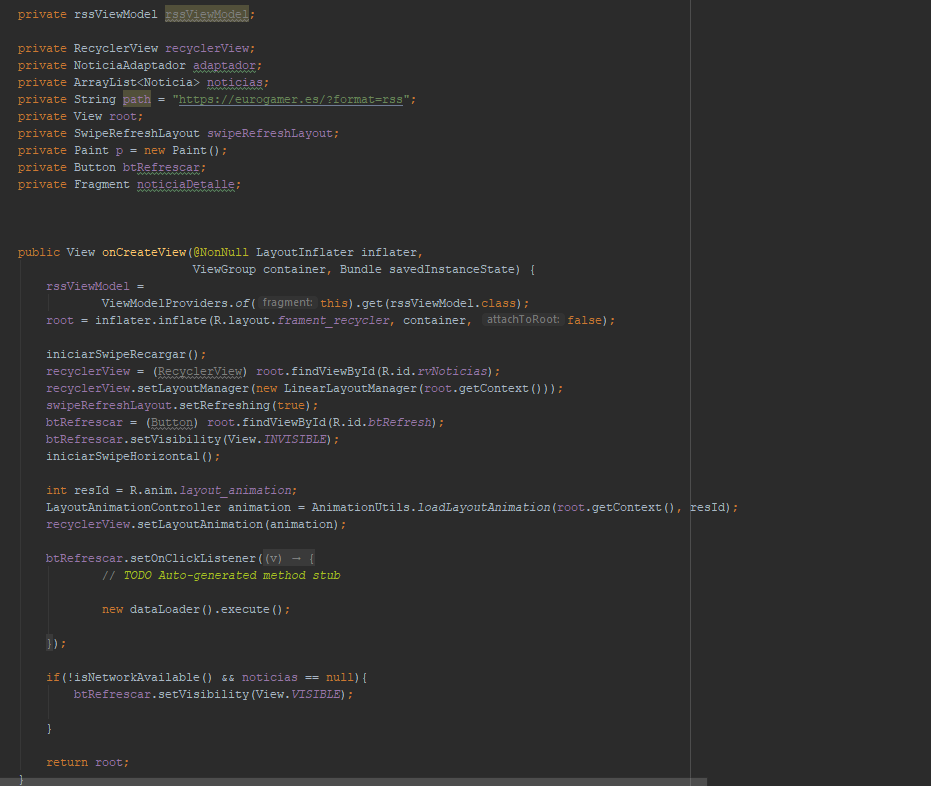 private rssViewModel rssViewModel;
private RecyclerView recyclerView;
private NoticiaAdaptador adaptador;
private ArrayList<Noticia> noticias;
private String path = "https://eurogamer.es/?format=rss";
private View root;
private SwipeRefreshLayout swipeRefreshLayout;
private Paint p = new Paint();
private Button btRefrescar;
private Fragment noticiaDetalle;
public View onCreateView(@NonNull LayoutInflater inflater,
ViewGroup container, Bundle savedInstanceState) {
rssViewModel =
ViewModelProviders.of( fragment: this).get(rssViewModel.class);
root = inflater.inflate(R.layout.frament_recycler, container, attachToRoot: false);
iniciarSwipeRecargar();
recyclerView = (RecyclerView) root.findViewById(R.id.rvNoticias);
recyclerView.setLayoutManager(new LinearLayoutManager(root.getContext()));
swipeRefreshLayout.setRefreshing(true);
btRefrescar = (Button) root.findViewById(R.id.btRefresh);
btRefrescar.setVisibility(View.INVISIBLE);
iniciarSwipeHorizontal();
int resId = R.anim.layout_animation;
LayoutAnimationController animation = AnimationUtils.loadLayoutAnimation(root.getContext(), resId);
recyclerView.setLayoutAnimation(animation);
btRefrescar.setOnClickListener((v) → {
// TODO Auto-generated method stub
new dataLoader().execute();
});
if(!isNetworkAvailable() && noticias == null){
btRefrescar.setVisibility(View.VISIBLE);
}
return root;
}